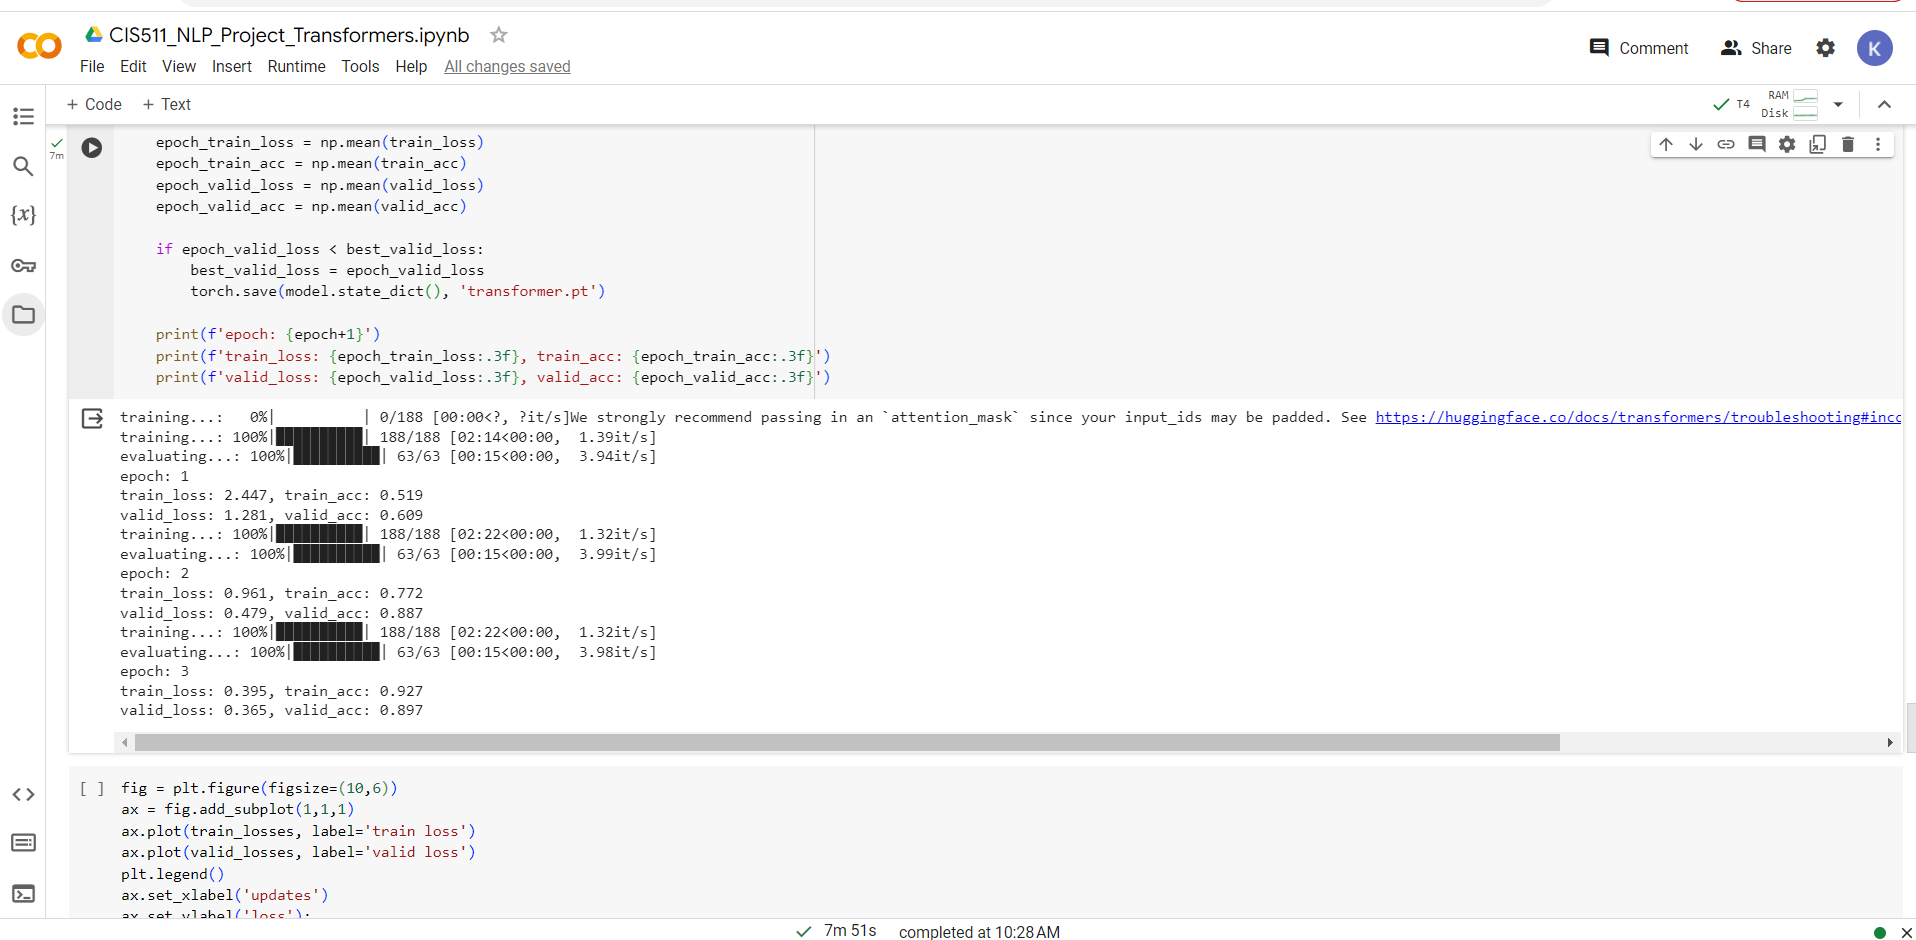 CIS511_NLP_Project_Transformers.ipynb
File Edit View Insert Runtime Tools Help All changes saved
Comment Share K
+ Code + Text
T4 RAM Disk
7m
epoch_train_loss = np.mean(train_loss)
epoch_train_acc = np.mean(train_acc)
epoch_valid_loss = np.mean(valid_loss)
epoch_valid_acc = np.mean(valid_acc)
if epoch_valid_loss < best_valid_loss:
best_valid_loss = epoch_valid_loss
torch.save(model.state_dict(), 'transformer.pt')
print(f'epoch: {epoch+1}')
print(f'train_loss: {epoch_train_loss:.3f}, train_acc: {epoch_train_acc:.3f}')
print(f'valid_loss: {epoch_valid_loss:.3f}, valid_acc: {epoch_valid_acc:.3f}')
training...: 0%| | 0/188 [00:00<?, ?it/s]We strongly recommend passing in an `attention_mask` since your input_ids may be padded. See https://huggingface.co/docs/transformers/troubleshooting#incc
training...: 100%|██████████| 188/188 [02:14<00:00, 1.39it/s]
evaluating...: 100%|██████████| 63/63 [00:15<00:00, 3.94it/s]
epoch: 1
train_loss: 2.447, train_acc: 0.519
valid_loss: 1.281, valid_acc: 0.609
training...: 100%|██████████| 188/188 [02:22<00:00, 1.32it/s]
evaluating...: 100%|██████████| 63/63 [00:15<00:00, 3.99it/s]
epoch: 2
train_loss: 0.961, train_acc: 0.772
valid_loss: 0.479, valid_acc: 0.887
training...: 100%|██████████| 188/188 [02:22<00:00, 1.32it/s]
evaluating...: 100%|██████████| 63/63 [00:15<00:00, 3.98it/s]
epoch: 3
train_loss: 0.395, train_acc: 0.927
valid_loss: 0.365, valid_acc: 0.897
[ ] fig = plt.figure(figsize=(10,6))
ax = fig.add_subplot(1,1,1)
ax.plot(train_losses, label='train loss')
ax.plot(valid_losses, label='valid loss')
plt.legend()
ax.set_xlabel('updates')
ax.set_ylabel('loss');
7m 51s completed at 10:28 AM